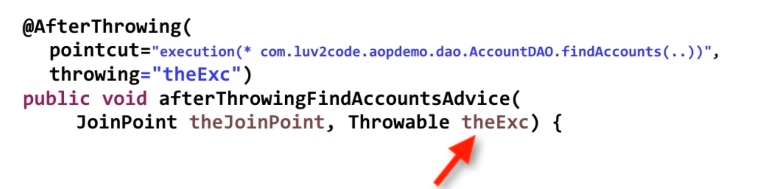 @AfterThrowing(
pointcut="execution(* com.luv2code.aopdemo.dao.AccountDAO.findAccounts(..))",
throwing="theExc")
public void afterThrowingFindAccountsAdvice(
JoinPoint theJoinPoint, Throwable theExc) {